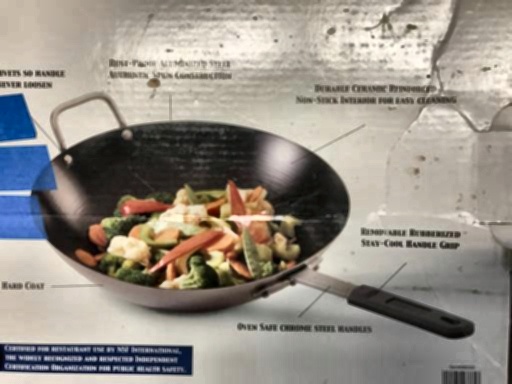 RIVETS SO HANDLE
NEVER LOOSEN
RUST-PROOF ALUMINIZED STEEL
AUTHENTIC SPUN CONSTRUCTION
DURABLE CERAMIC REINFORCED
NON-STICK INTERIOR FOR EASY CLEANING
REMOVABLE RUBBERIZED
STAY-COOL HANDLE GRIP
HARD COAT
OVEN SAFE CHROME STEEL HANDLES
CERTIFIED FOR RESTAURANT USE BY NSF INTERNATIONAL,
THE WIDELY RECOGNIZED AND RESPECTED INDEPENDENT
CERTIFICATION ORGANIZATION FOR PUBLIC HEALTH SAFETY.